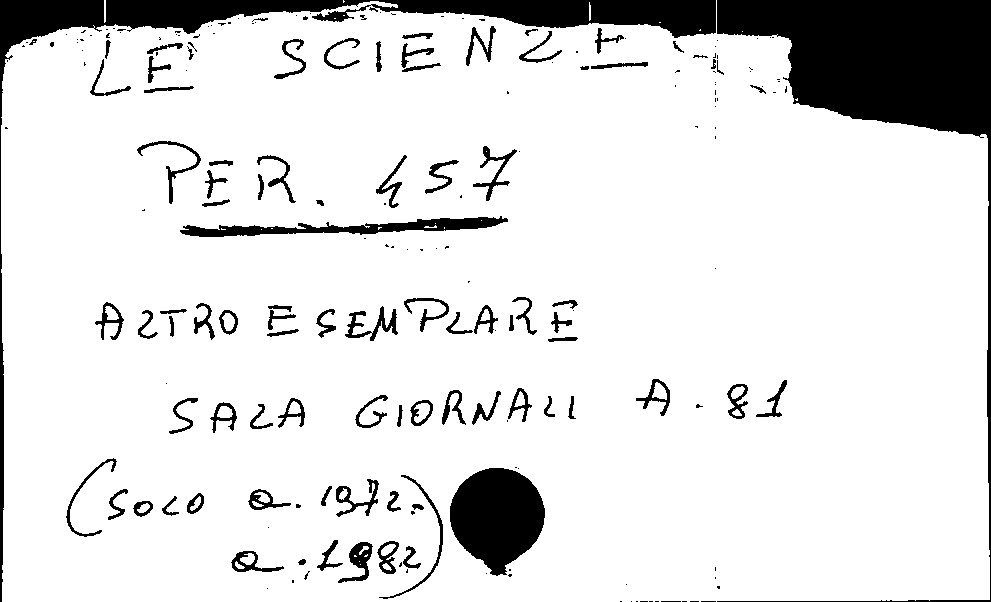 LE SCIENZE
PER. 457
ALTRO ESEMPLARE
SALA GIORNALI A. 81
(SOLO a. 1972-
a. 1982)